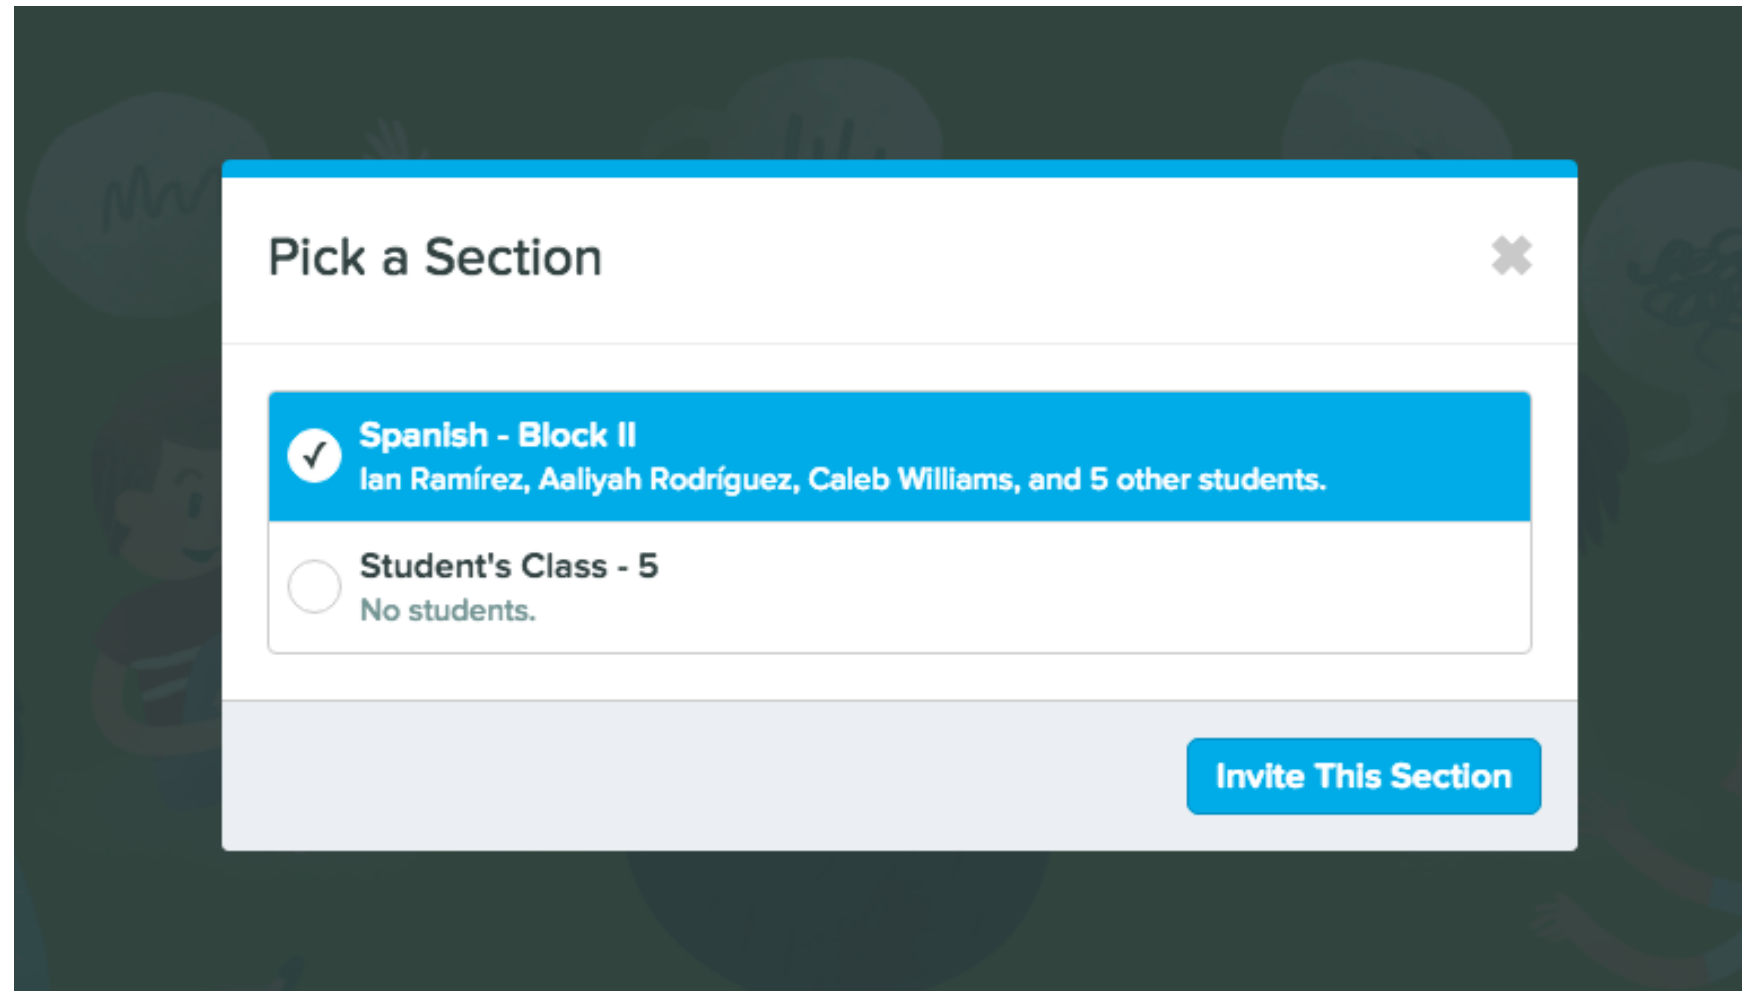 Pick a Section
Spanish - Block II
Ian Ramírez, Aaliyah Rodríguez, Caleb Williams, and 5 other students.
Student's Class - 5
No students.
Invite This Section